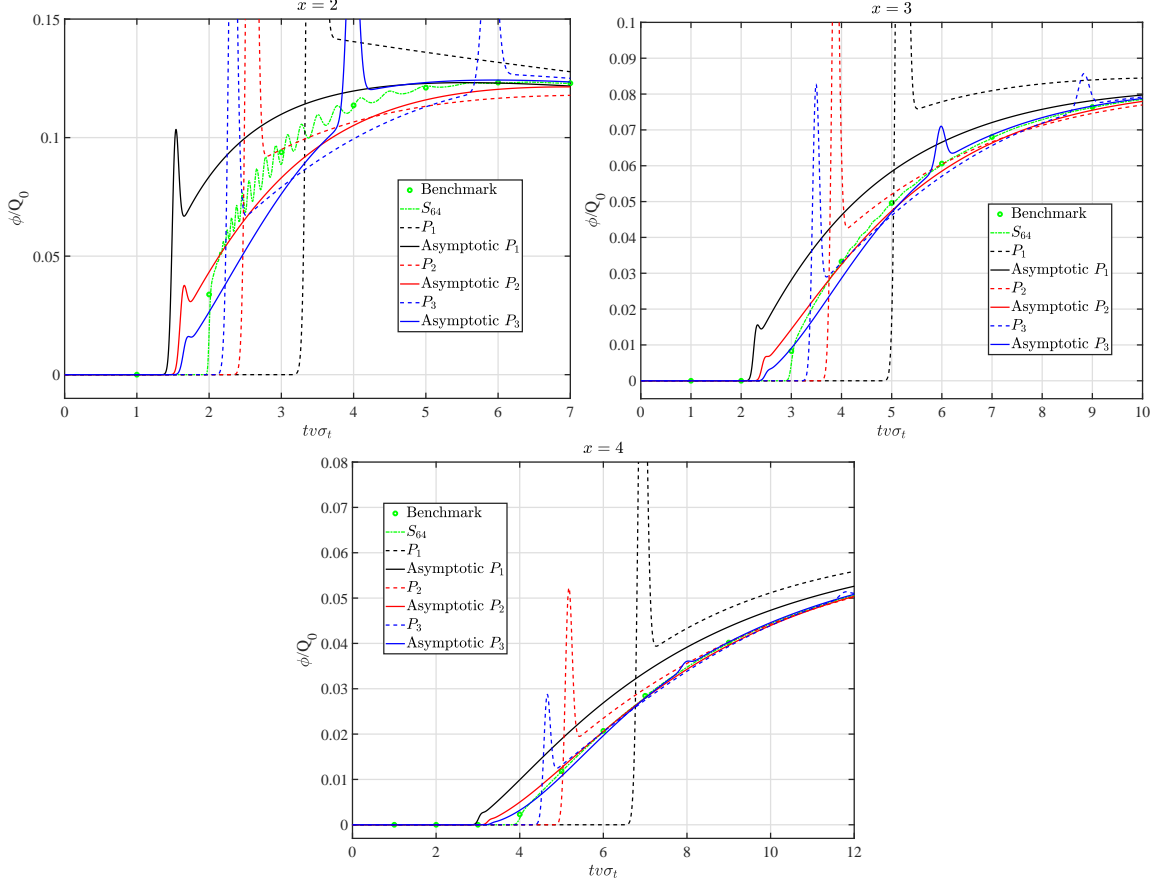 x = 2
0.15
0.1
0.05
0
ϕ/Q₀
0 1 2 3 4 5 6 7
tvσₜ
Benchmark
S₆₄
P₁
Asymptotic P₁
P₂
Asymptotic P₂
P₃
Asymptotic P₃
x = 3
0.1
0.09
0.08
0.07
0.06
0.05
0.04
0.03
0.02
0.01
0
ϕ/Q₀
0 1 2 3 4 5 6 7 8 9 10
tvσₜ
Benchmark
S₆₄
P₁
Asymptotic P₁
P₂
Asymptotic P₂
P₃
Asymptotic P₃
x = 4
0.08
0.07
0.06
0.05
0.04
0.03
0.02
0.01
0
ϕ/Q₀
0 2 4 6 8 10 12
tvσₜ
Benchmark
S₆₄
P₁
Asymptotic P₁
P₂
Asymptotic P₂
P₃
Asymptotic P₃